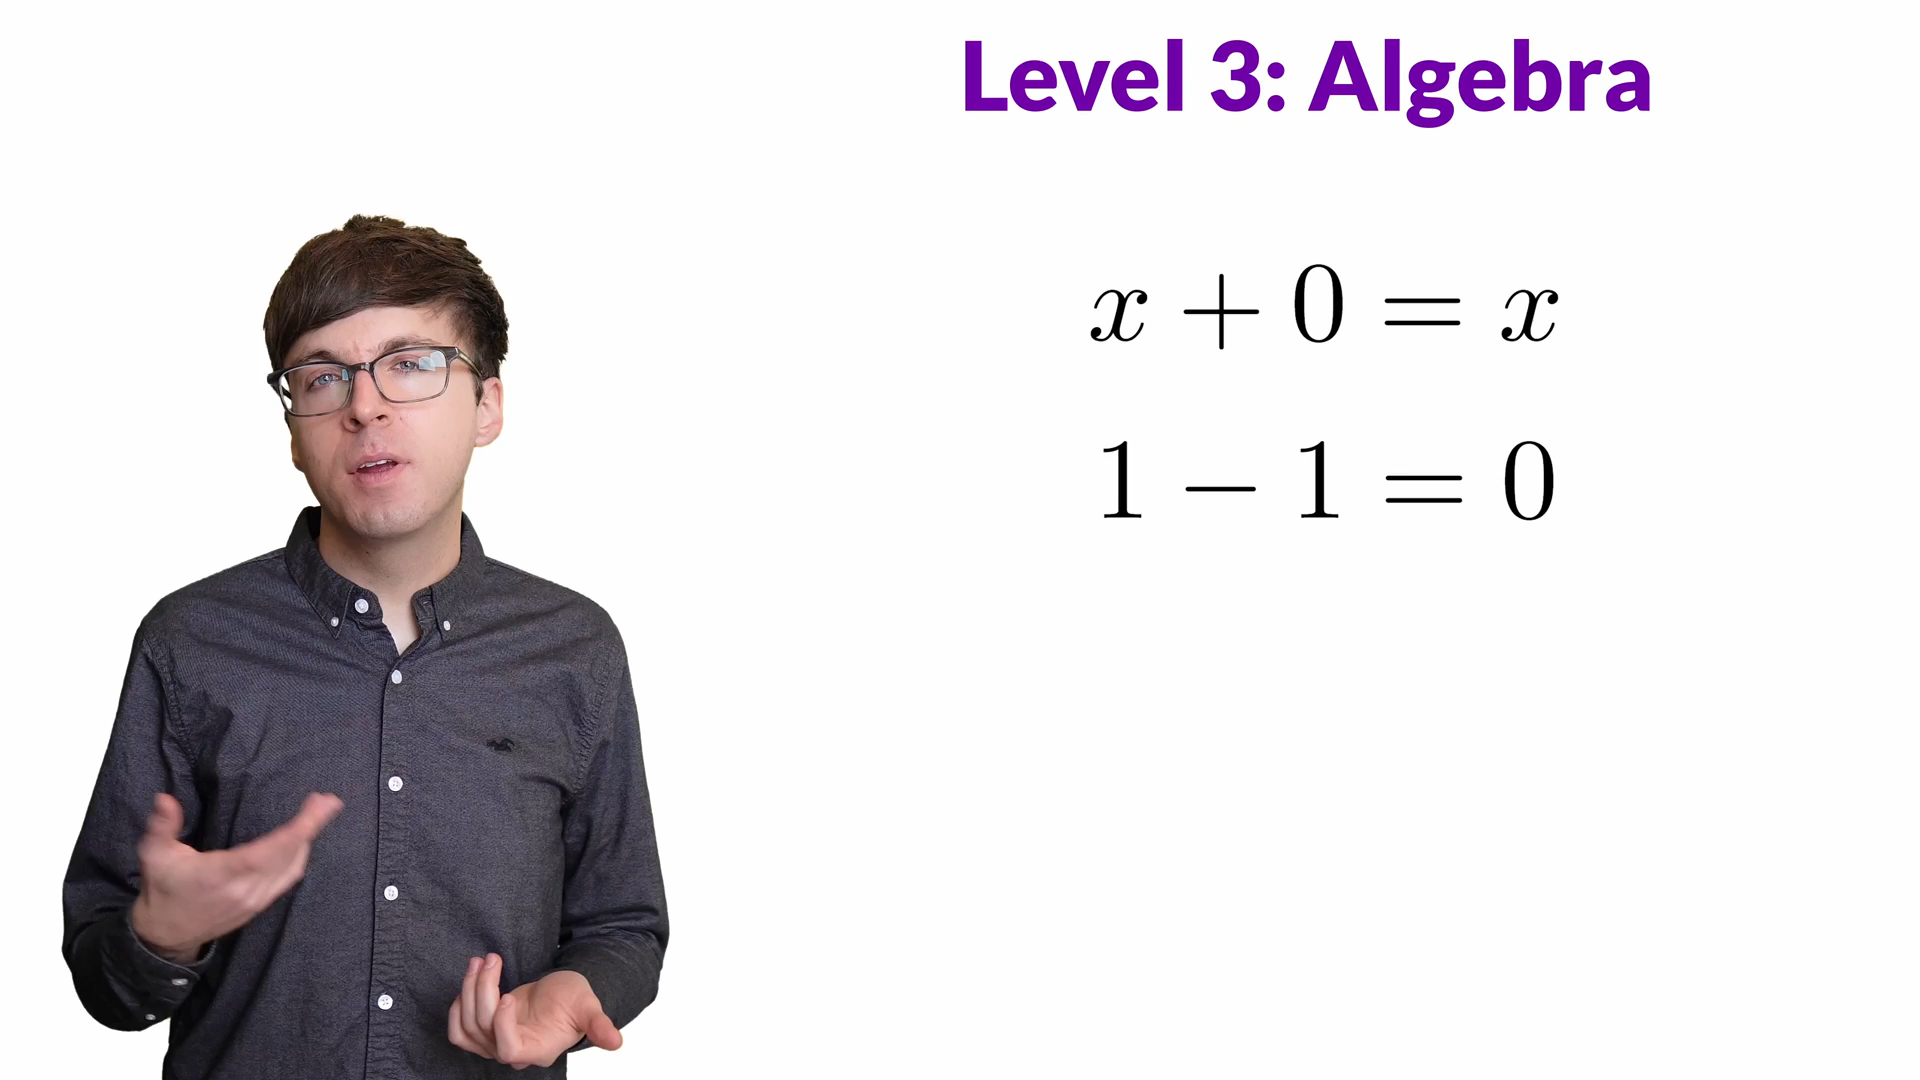 Level 3: Algebra
x + 0 = x
1 − 1 = 0